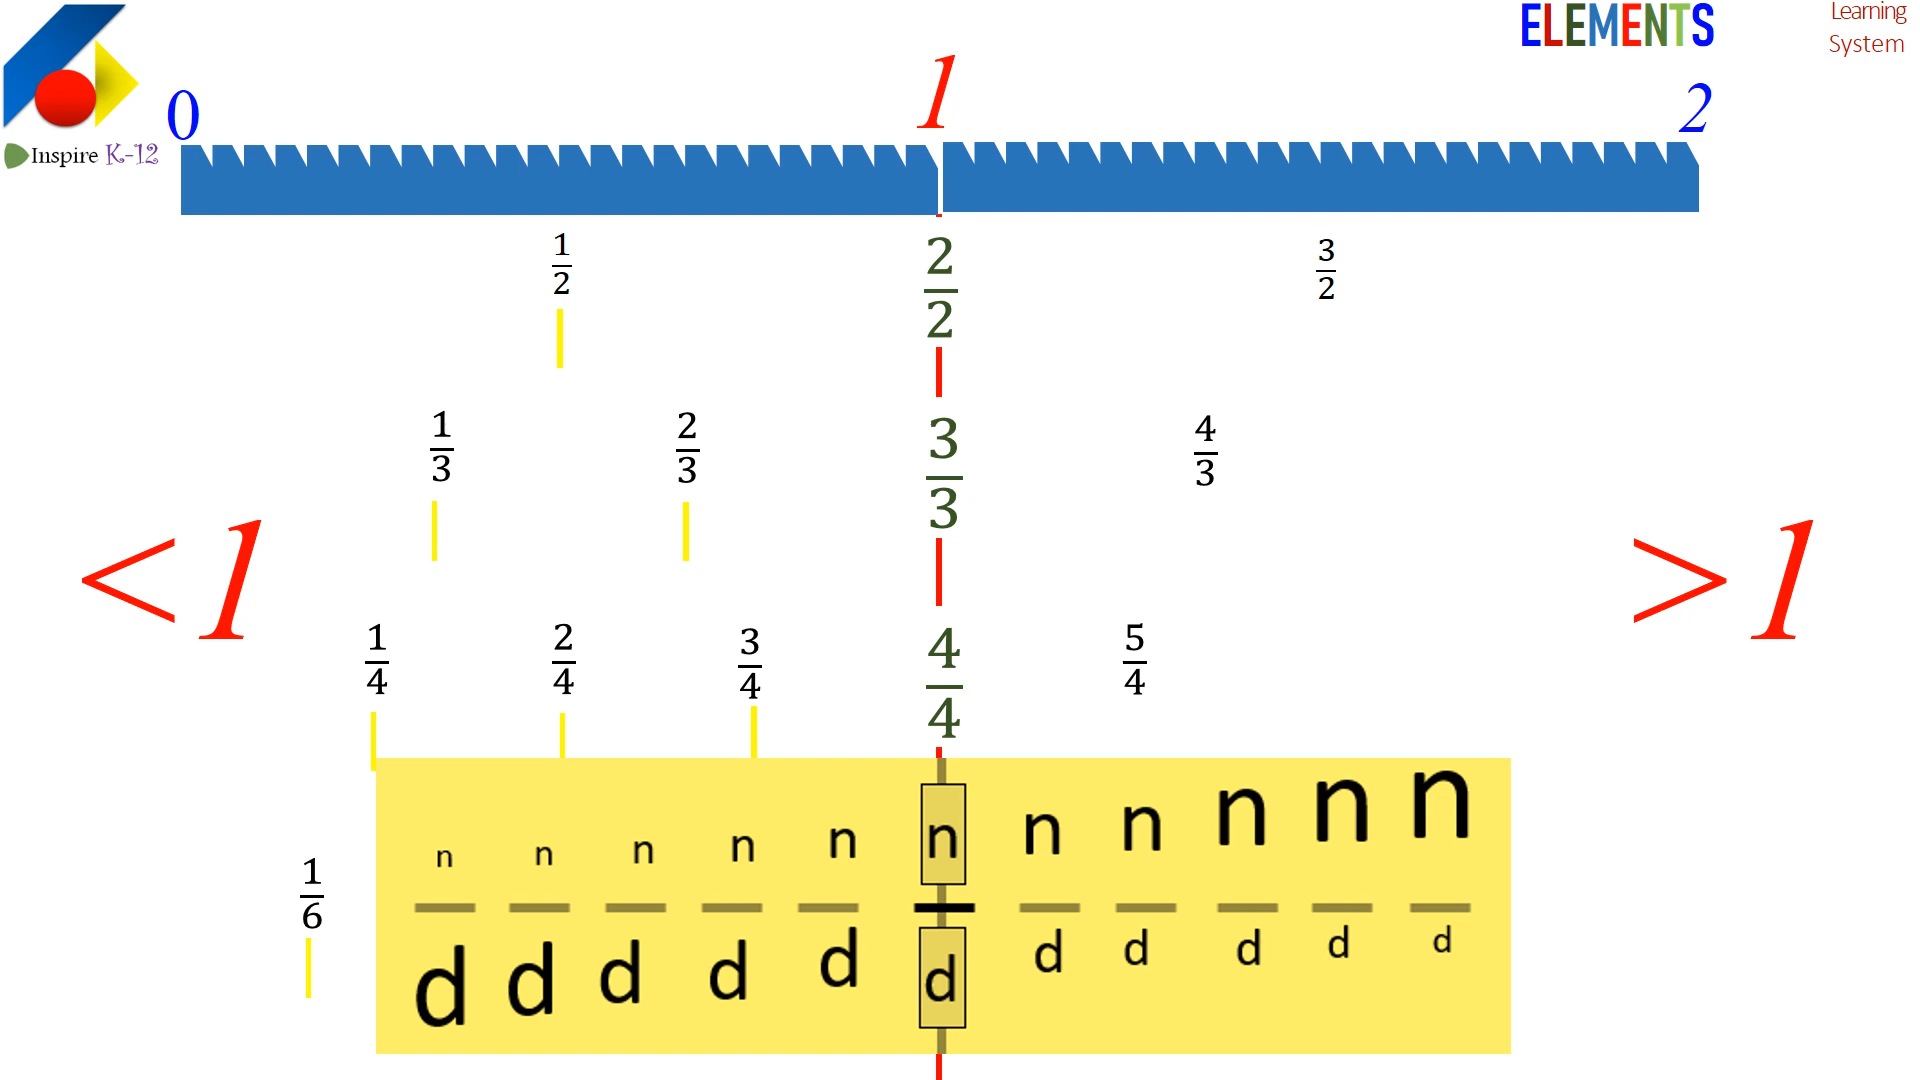 ELEMENTS
Learning
System
Inspire K-12
0 1 2
1/2 2/2 3/2
1/3 2/3 3/3 4/3
<1 >1
1/4 2/4 3/4 4/4 5/4
1/6
n n n n n n n n n n n
d d d d d d d d d d d